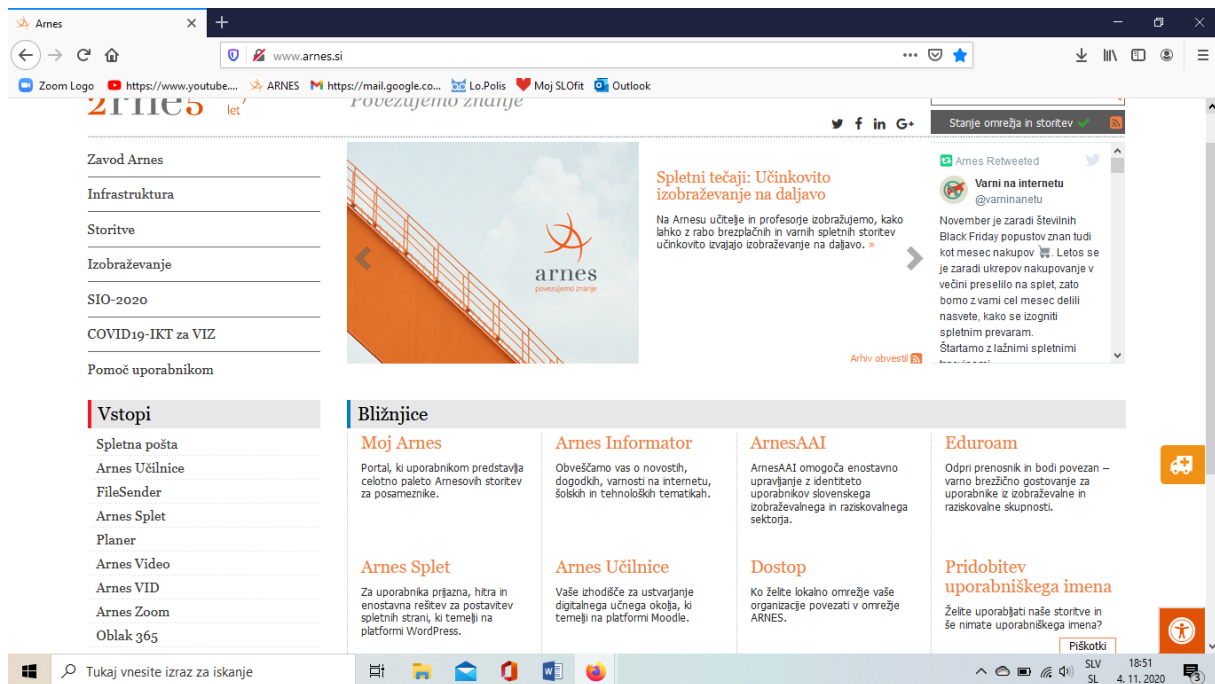 Arnes
www.arnes.si
Zoom Logo
https://www.youtube....
ARNES
https://mail.google.co...
Lo.Polis
Moj SLOfit
Outlook
let
Povezujemo znanje
Stanje omrežja in storitev
Zavod Arnes
Infrastruktura
Storitve
Izobraževanje
SIO-2020
COVID19-IKT za VIZ
Pomoč uporabnikom
arnes
povezujemo znanje
Spletni tečaji: Učinkovito
izobraževanje na daljavo
Na Arnesu učitelje in profesorje izobražujemo, kako
lahko z rabo brezplačnih in varnih spletnih storitev
učinkovito izvajajo izobraževanje na daljavo. »
Arhiv obvestil
Arnes Retweeted
Varni na internetu
@varninanetu
November je zaradi številnih
Black Friday popustov znan tudi
kot mesec nakupov 🛒. Letos se
je zaradi ukrepov nakupovanje v
večini preselilo na splet, zato
bomo z vami cel mesec delili
nasvete, kako se izogniti
spletnim prevaram.
Štartamo z lažnimi spletnimi
Vstopi
Spletna pošta
Arnes Učilnice
FileSender
Arnes Splet
Planer
Arnes Video
Arnes VID
Arnes Zoom
Oblak 365
Bližnjice
Moj Arnes
Portal, ki uporabnikom predstavlja
celotno paleto Arnesovih storitev
za posameznike.
Arnes Informator
Obveščamo vas o novostih,
dogodkih, varnosti na internetu,
šolskih in tehnoloških tematikah.
ArnesAAI
ArnesAAI omogoča enostavno
upravljanje z identiteto
uporabnikov slovenskega
izobraževalnega in raziskovalnega
sektorja.
Eduroam
Odpri prenosnik in bodi povezan –
varno brezžično gostovanje za
uporabnike iz izobraževalne in
raziskovalne skupnosti.
Arnes Splet
Za uporabnika prijazna, hitra in
enostavna rešitev za postavitev
spletnih strani, ki temelji na
platformi WordPress.
Arnes Učilnice
Vaše izhodišče za ustvarjanje
digitalnega učnega okolja, ki
temelji na platformi Moodle.
Dostop
Ko želite lokalno omrežje vaše
organizacije povezati v omrežje
ARNES.
Pridobitev
uporabniškega imena
Želite uporabljati naše storitve in
še nimate uporabniškega imena?
Piškotki
Tukaj vnesite izraz za iskanje
SLV
SL
18:51
4. 11. 2020
3